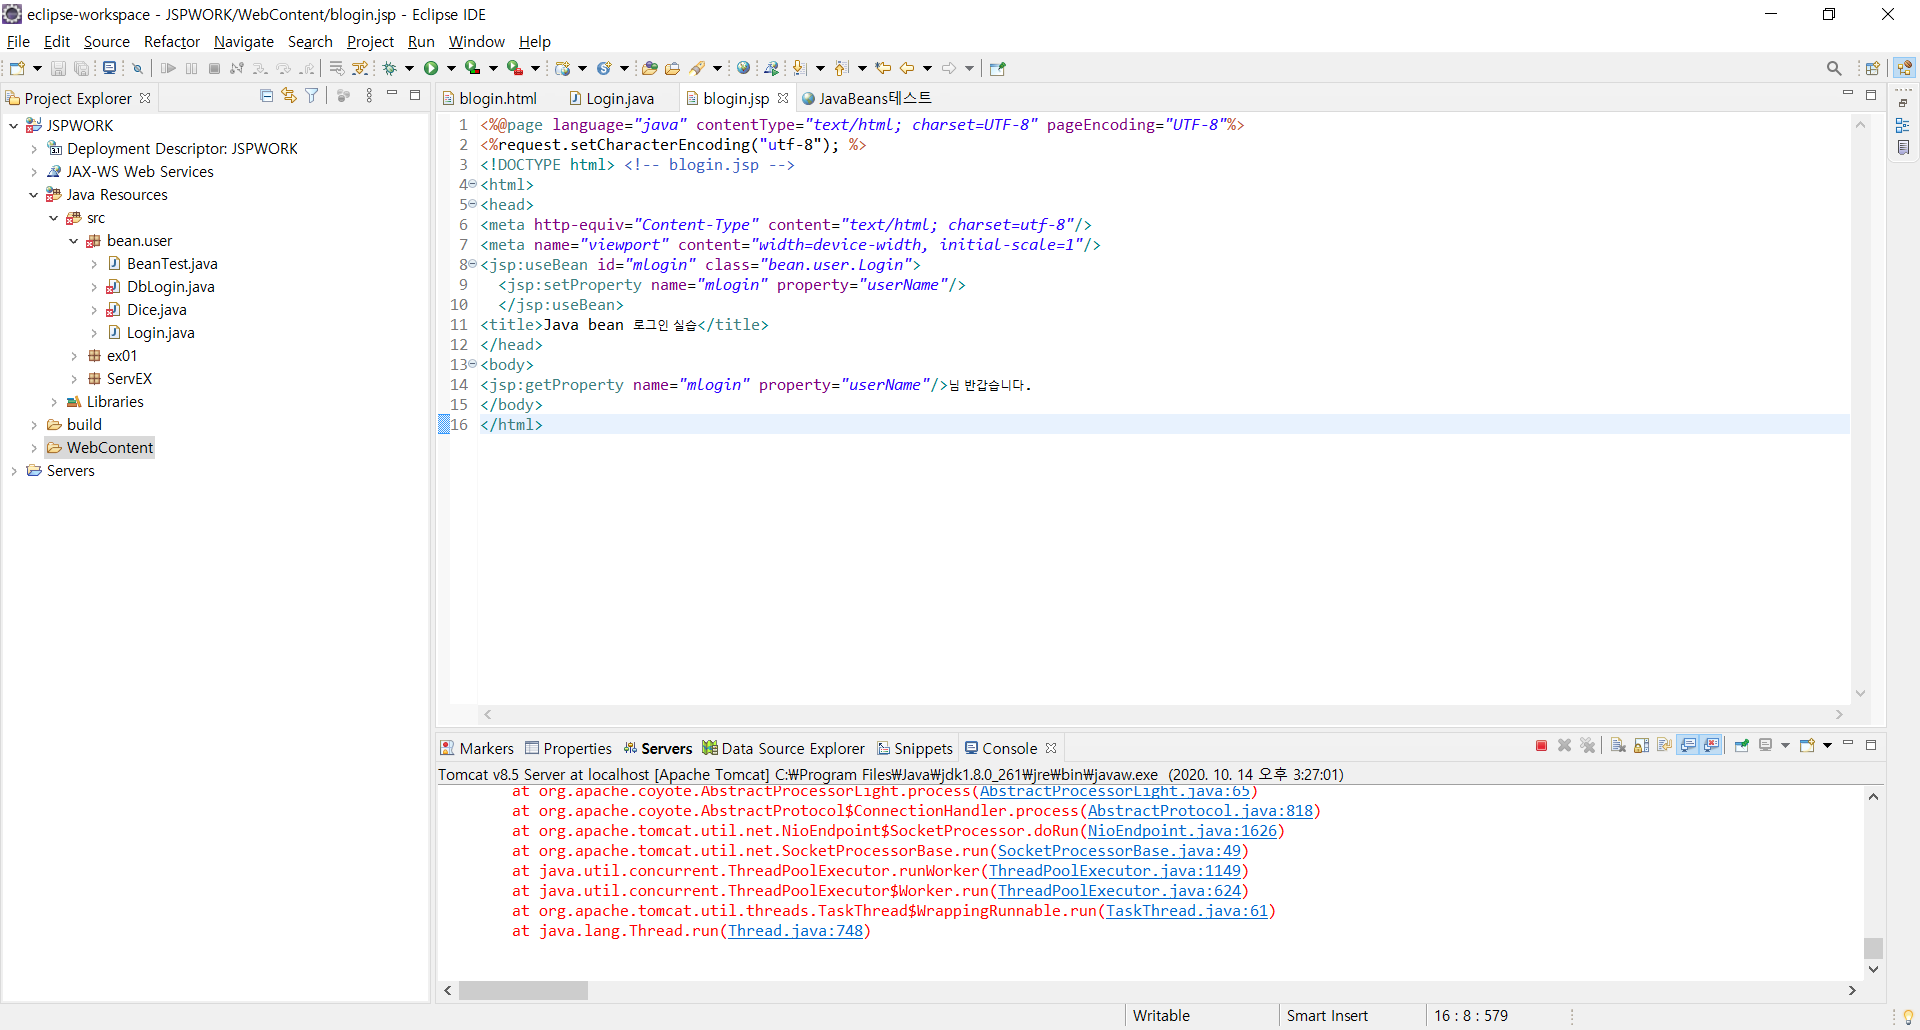 eclipse-workspace - JSPWORK/WebContent/blogin.jsp - Eclipse IDE
File Edit Source Refactor Navigate Search Project Run Window Help
Project Explorer
JSPWORK
Deployment Descriptor: JSPWORK
JAX-WS Web Services
Java Resources
src
bean.user
BeanTest.java
DbLogin.java
Dice.java
Login.java
ex01
ServEX
Libraries
build
WebContent
Servers
blogin.html Login.java blogin.jsp JavaBeans테스트
1 <%@page language="java" contentType="text/html; charset=UTF-8" pageEncoding="UTF-8"%>
2 <%request.setCharacterEncoding("utf-8"); %>
3 <!DOCTYPE html> <!-- blogin.jsp -->
4 <html>
5 <head>
6 <meta http-equiv="Content-Type" content="text/html; charset=utf-8"/>
7 <meta name="viewport" content="width=device-width, initial-scale=1"/>
8 <jsp:useBean id="mlogin" class="bean.user.Login">
9 <jsp:setProperty name="mlogin" property="userName"/>
10 </jsp:useBean>
11 <title>Java bean 로그인 실습</title>
12 </head>
13 <body>
14 <jsp:getProperty name="mlogin" property="userName"/>님 반갑습니다.
15 </body>
16 </html>
Markers Properties Servers Data Source Explorer Snippets Console
Tomcat v8.5 Server at localhost [Apache Tomcat] C:₩Program Files₩Java₩jdk1.8.0_261₩jre₩bin₩javaw.exe (2020. 10. 14 오후 3:27:01)
at org.apache.coyote.AbstractProcessorLight.process(AbstractProcessorLight.java:65)
at org.apache.coyote.AbstractProtocol$ConnectionHandler.process(AbstractProtocol.java:818)
at org.apache.tomcat.util.net.NioEndpoint$SocketProcessor.doRun(NioEndpoint.java:1626)
at org.apache.tomcat.util.net.SocketProcessorBase.run(SocketProcessorBase.java:49)
at java.util.concurrent.ThreadPoolExecutor.runWorker(ThreadPoolExecutor.java:1149)
at java.util.concurrent.ThreadPoolExecutor$Worker.run(ThreadPoolExecutor.java:624)
at org.apache.tomcat.util.threads.TaskThread$WrappingRunnable.run(TaskThread.java:61)
at java.lang.Thread.run(Thread.java:748)
Writable Smart Insert 16 : 8 : 579